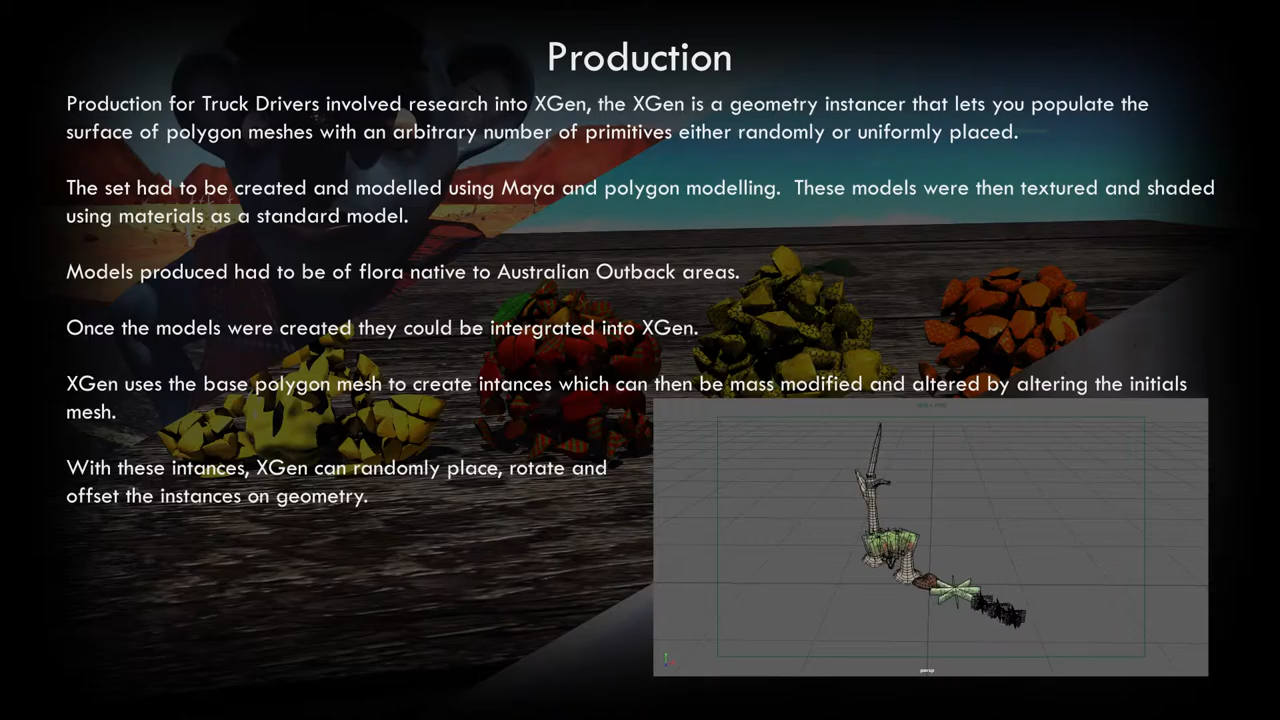 Production
Production for Truck Drivers involved research into XGen, the XGen is a geometry instancer that lets you populate the
surface of polygon meshes with an arbitrary number of primitives either randomly or uniformly placed.
The set had to be created and modelled using Maya and polygon modelling.  These models were then textured and shaded
using materials as a standard model.
Models produced had to be of flora native to Australian Outback areas.
Once the models were created they could be intergrated into XGen.
XGen uses the base polygon mesh to create intances which can then be mass modified and altered by altering the initials
mesh.
With these intances, XGen can randomly place, rotate and
offset the instances on geometry.
persp